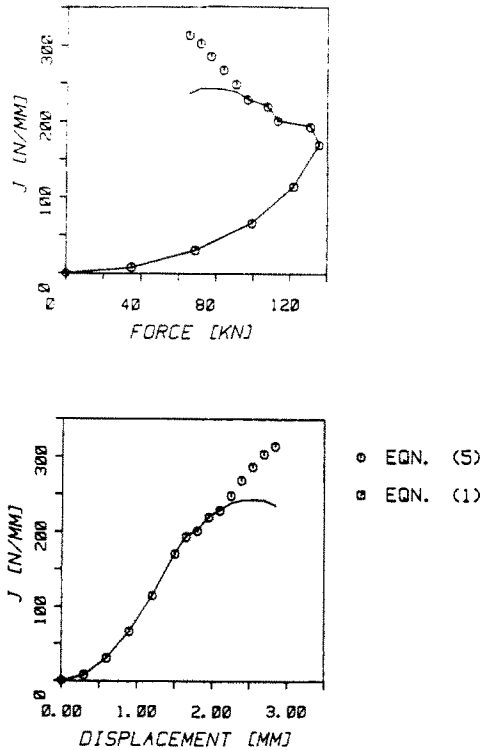 300
200
100
0
J [N/MM]
0 40 80 120
FORCE [KN]
300
200
100
0
J [N/MM]
0.00 1.00 2.00 3.00
DISPLACEMENT [MM]
EQN. (5)
EQN. (1)